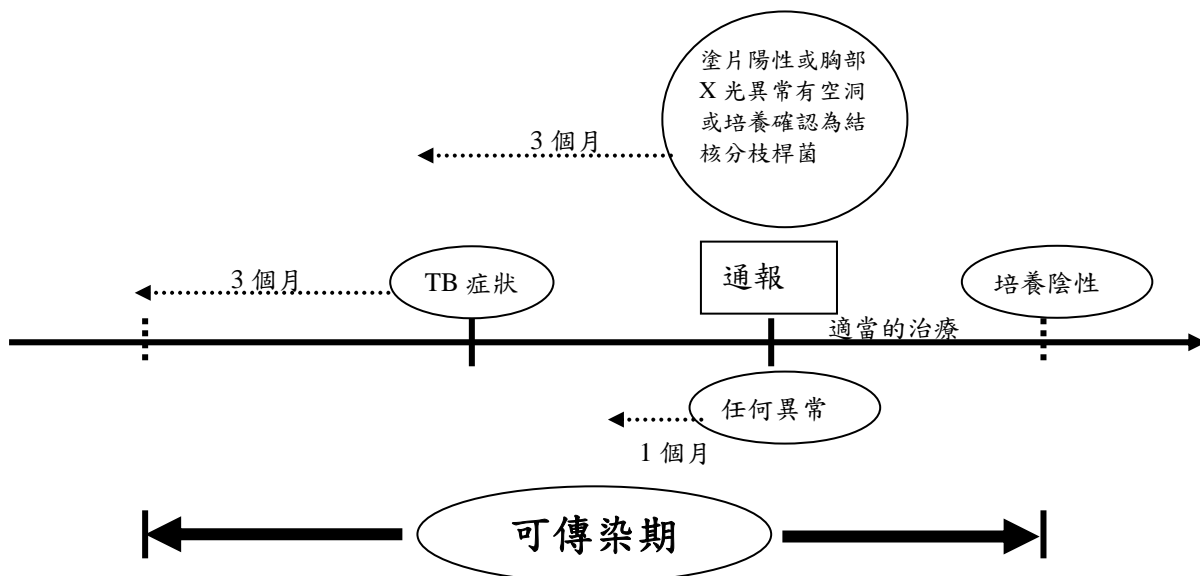 塗片陽性或胸部
X 光異常有空洞
或培養確認為結
核分枝桿菌
3 個月
3 個月
TB 症狀
通報
培養陰性
適當的治療
任何異常
1 個月
可傳染期